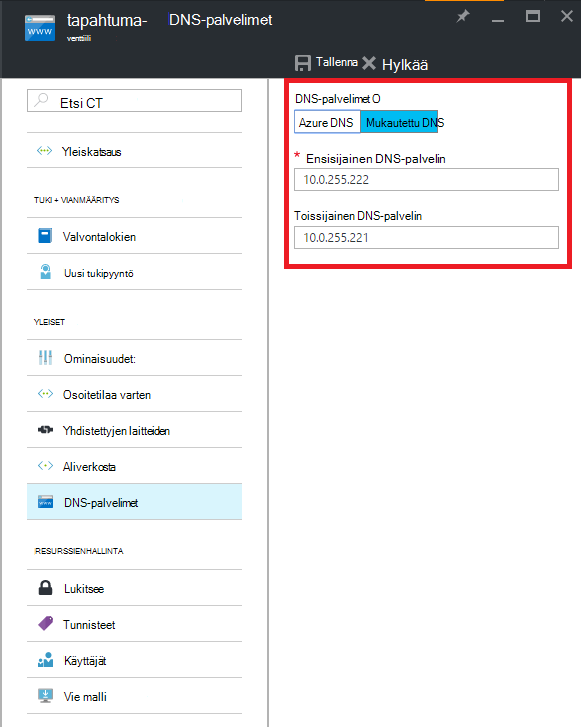 tapahtuma- DNS-palvelimet
venttiili
Tallenna Hylkää
Etsi CT
Yleiskatsaus
TUKI + VIANMÄÄRITYS
Valvontalokien
Uusi tukipyyntö
YLEISET
Ominaisuudet:
Osoitetilaa varten
Yhdistettyjen laitteiden
Aliverkosta
DNS-palvelimet
RESURSSIENHALLINTA
Lukitsee
Tunnisteet
Käyttäjät
Vie malli
DNS-palvelimet O
Azure DNS Mukautettu DNS
* Ensisijainen DNS-palvelin
10.0.255.222
Toissijainen DNS-palvelin
10.0.255.221